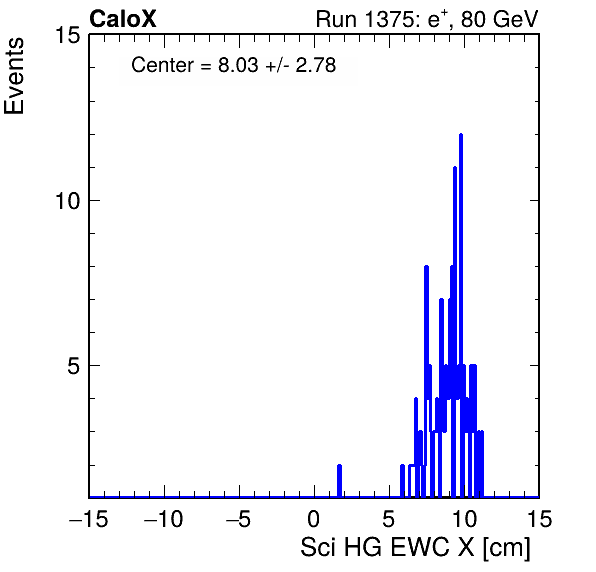 CaloX Run 1375: e⁺, 80 GeV
Events
Center = 8.03 +/- 2.78
15
10
5
−15 −10 −5 0 5 10 15
Sci HG EWC X [cm]